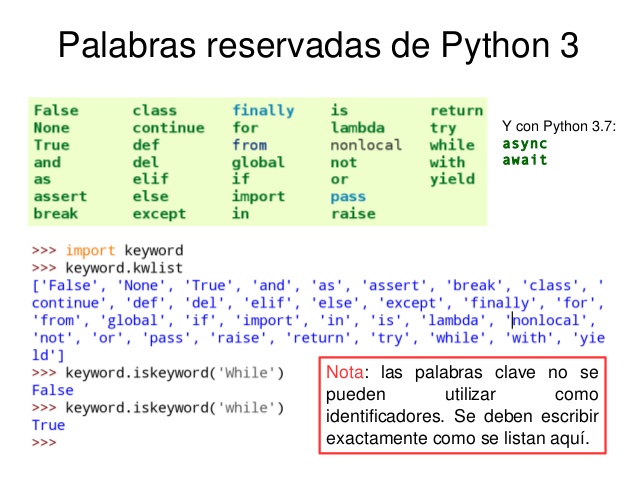 Palabras reservadas de Python 3
False class finally is return
None continue for lambda try
True def from nonlocal while
and del global not with
as elif if or yield
assert else import pass
break except in raise
Y con Python 3.7:
async
await
>>> import keyword
>>> keyword.kwlist
['False', 'None', 'True', 'and', 'as', 'assert', 'break', 'class', '
continue', 'def', 'del', 'elif', 'else', 'except', 'finally', 'for',
'from', 'global', 'if', 'import', 'in', 'is', 'lambda', 'nonlocal',
'not', 'or', 'pass', 'raise', 'return', 'try', 'while', 'with', 'yie
ld']
>>> keyword.iskeyword('While')
False
>>> keyword.iskeyword('while')
True
>>>
Nota: las palabras clave no se
pueden utilizar como
identificadores. Se deben escribir
exactamente como se listan aquí.